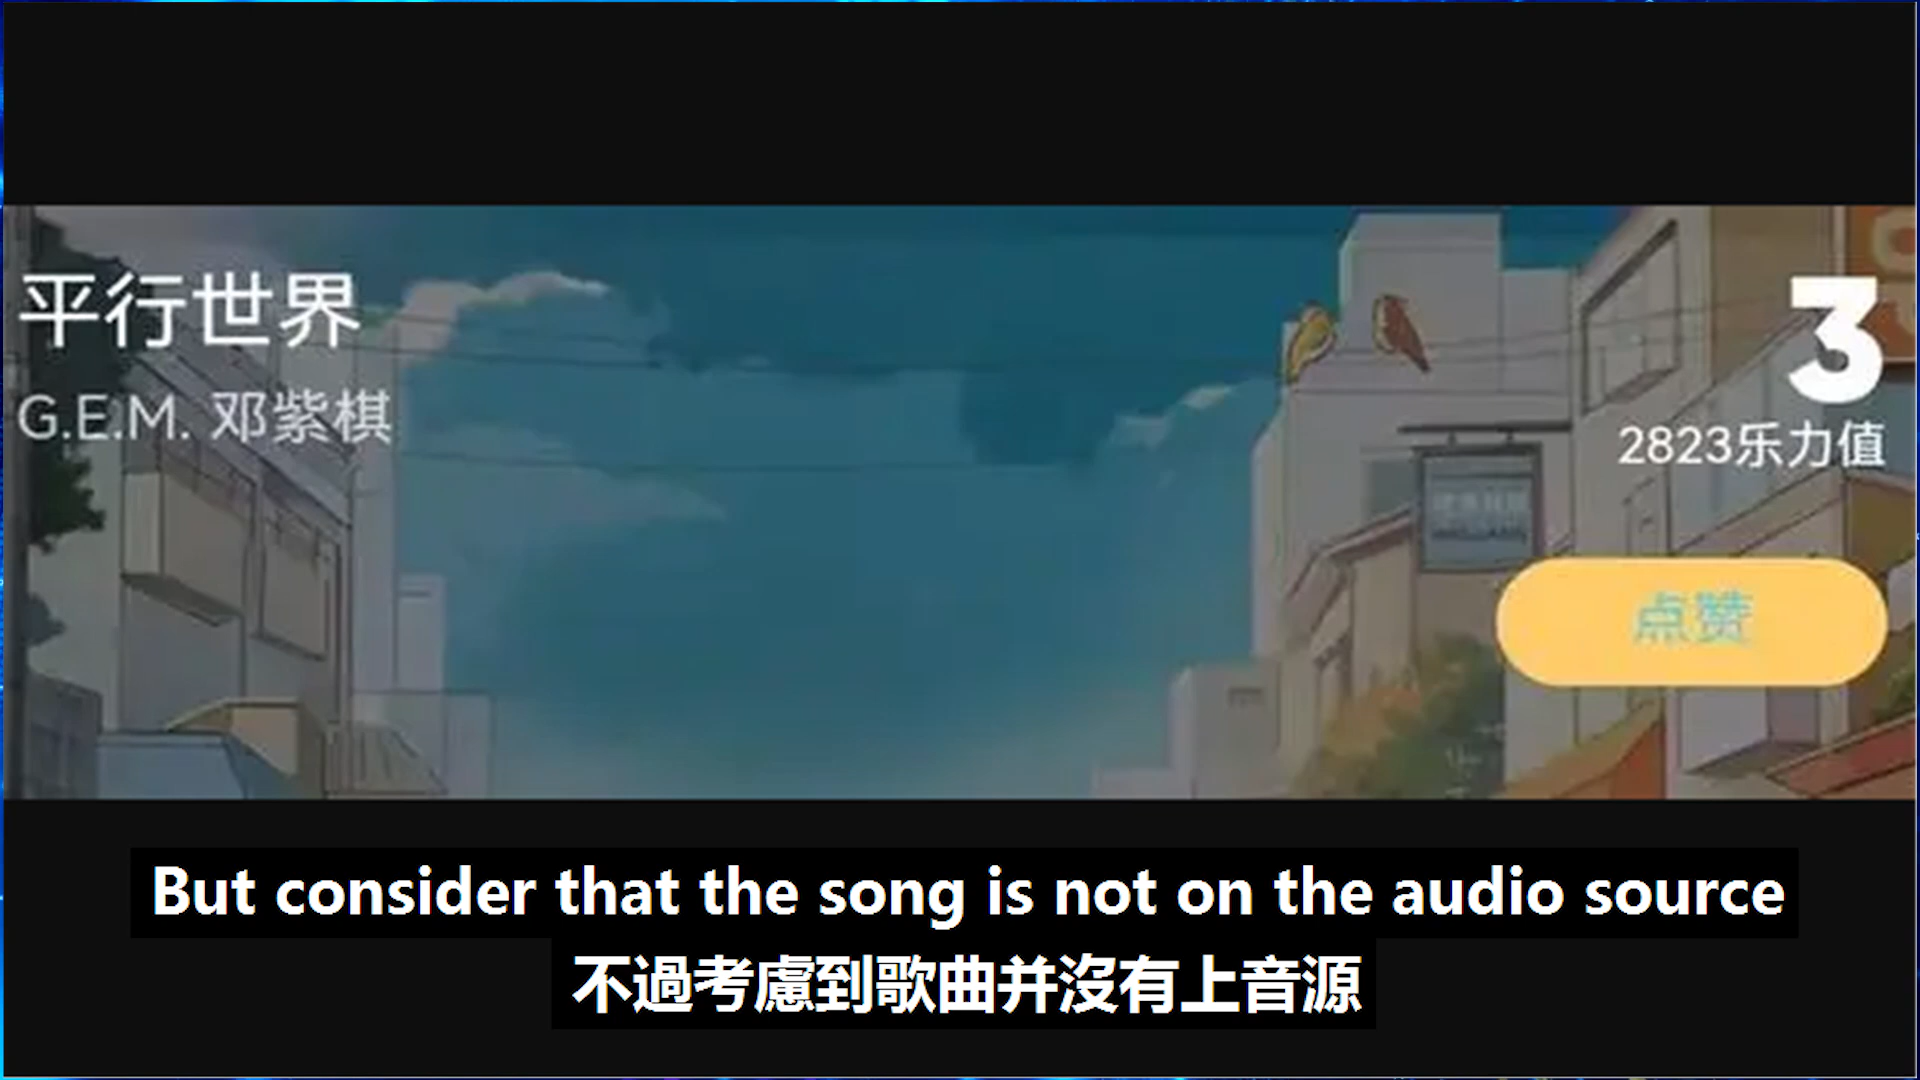 平行世界
G.E.M. 邓紫棋
3
2823乐力值
点赞
But consider that the song is not on the audio source
不過考慮到歌曲并沒有上音源